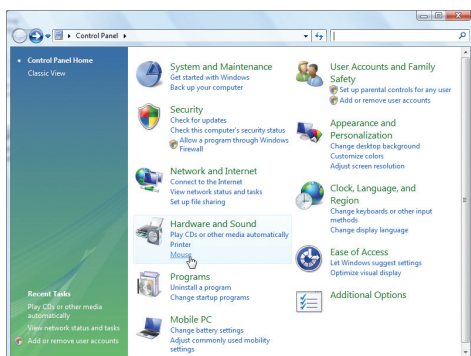 Control Panel
Control Panel Home
Classic View
System and Maintenance
Get started with Windows
Back up your computer
Security
Check for updates
Check this computer's security status
Allow a program through Windows
Firewall
Network and Internet
Connect to the Internet
View network status and tasks
Set up file sharing
Hardware and Sound
Play CDs or other media automatically
Printer
Mouse
Programs
Uninstall a program
Change startup programs
Mobile PC
Change battery settings
Adjust commonly used mobility
settings
User Accounts and Family
Safety
Set up parental controls for any user
Add or remove user accounts
Appearance and
Personalization
Change desktop background
Customize colors
Adjust screen resolution
Clock, Language, and
Region
Change keyboards or other input
methods
Change display language
Ease of Access
Let Windows suggest settings
Optimize visual display
Additional Options
Recent Tasks
Play CDs or other media
automatically
View network status and tasks
Add or remove user accounts